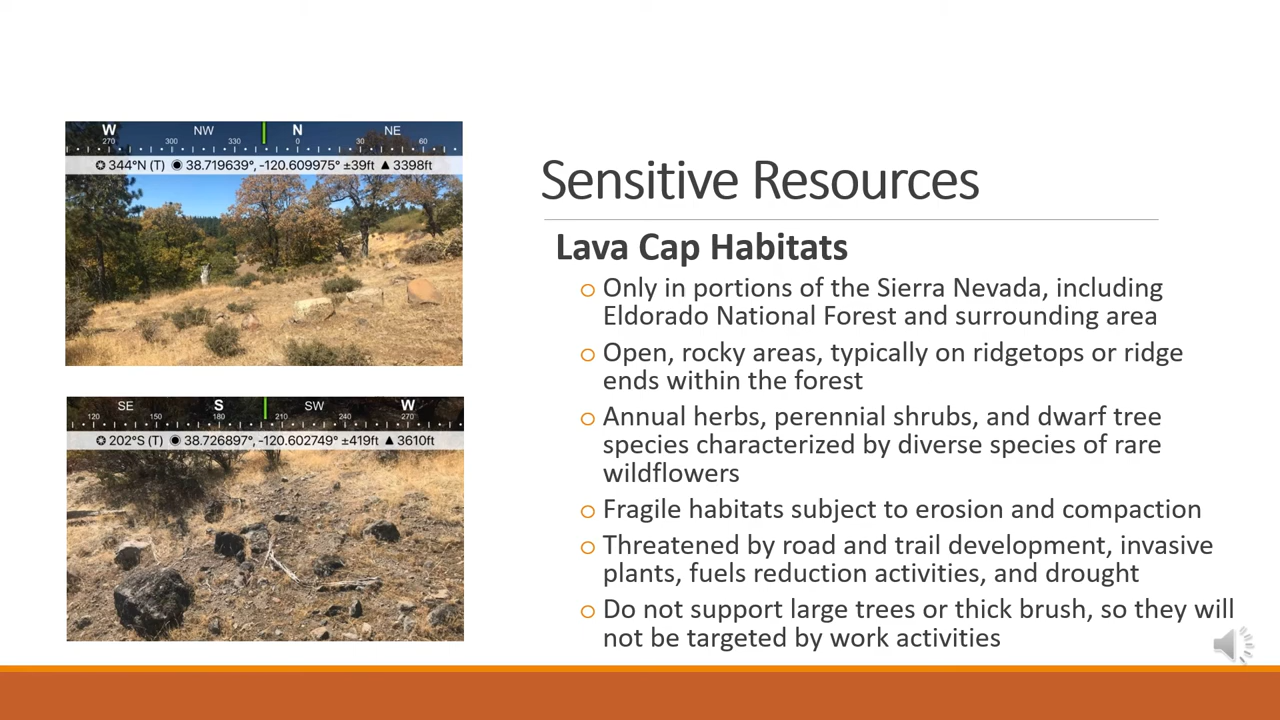 W NW N NE
270 300 330 0 30 60
344°N (T) 38.719639°, -120.609975° ±39ft ▲ 3398ft
SE S SW W
120 150 180 210 240 270
202°S (T) 38.726897°, -120.602749° ±419ft ▲ 3610ft
Sensitive Resources
Lava Cap Habitats
Only in portions of the Sierra Nevada, including
Eldorado National Forest and surrounding area
Open, rocky areas, typically on ridgetops or ridge
ends within the forest
Annual herbs, perennial shrubs, and dwarf tree
species characterized by diverse species of rare
wildflowers
Fragile habitats subject to erosion and compaction
Threatened by road and trail development, invasive
plants, fuels reduction activities, and drought
Do not support large trees or thick brush, so they will
not be targeted by work activities